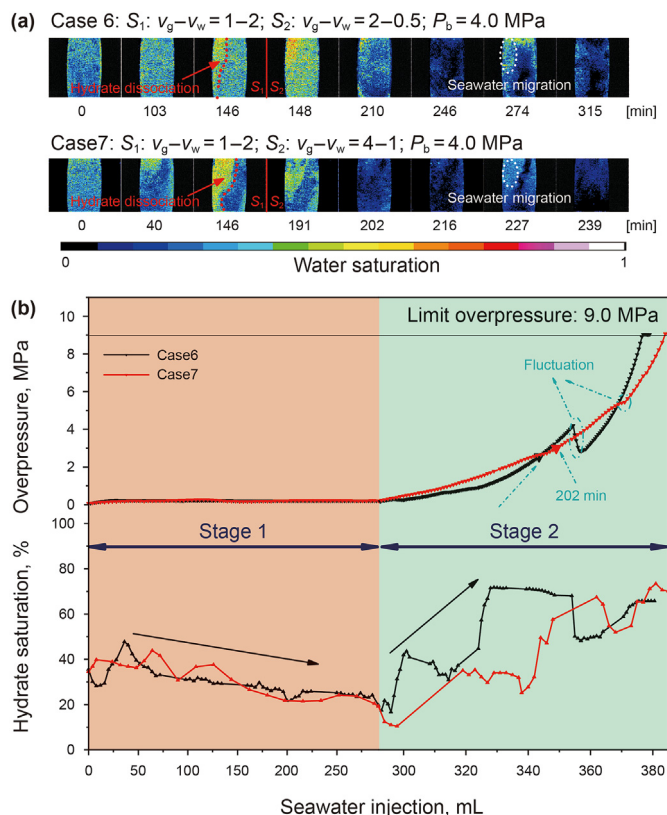 (a)
Case 6: S₁: vg–vw = 1–2; S₂: vg–vw = 2–0.5; Pb = 4.0 MPa
Hydrate dissociation
S₁ S₂
Seawater migration
0 103 146 148 210 246 274 315 [min]
Case7: S₁: vg–vw = 1–2; S₂: vg–vw = 4–1; Pb = 4.0 MPa
Hydrate dissociation
S₁ S₂
Seawater migration
0 40 146 191 202 216 227 239 [min]
0 1
Water saturation
(b)
Limit overpressure: 9.0 MPa
Case6
Case7
Fluctuation
202 min
10
8
6
4
2
0
Overpressure, MPa
Stage 1
Stage 2
100
80
60
40
20
0
Hydrate saturation, %
0 50 100 150 200 250 300 320 340 360 380
Seawater injection, mL